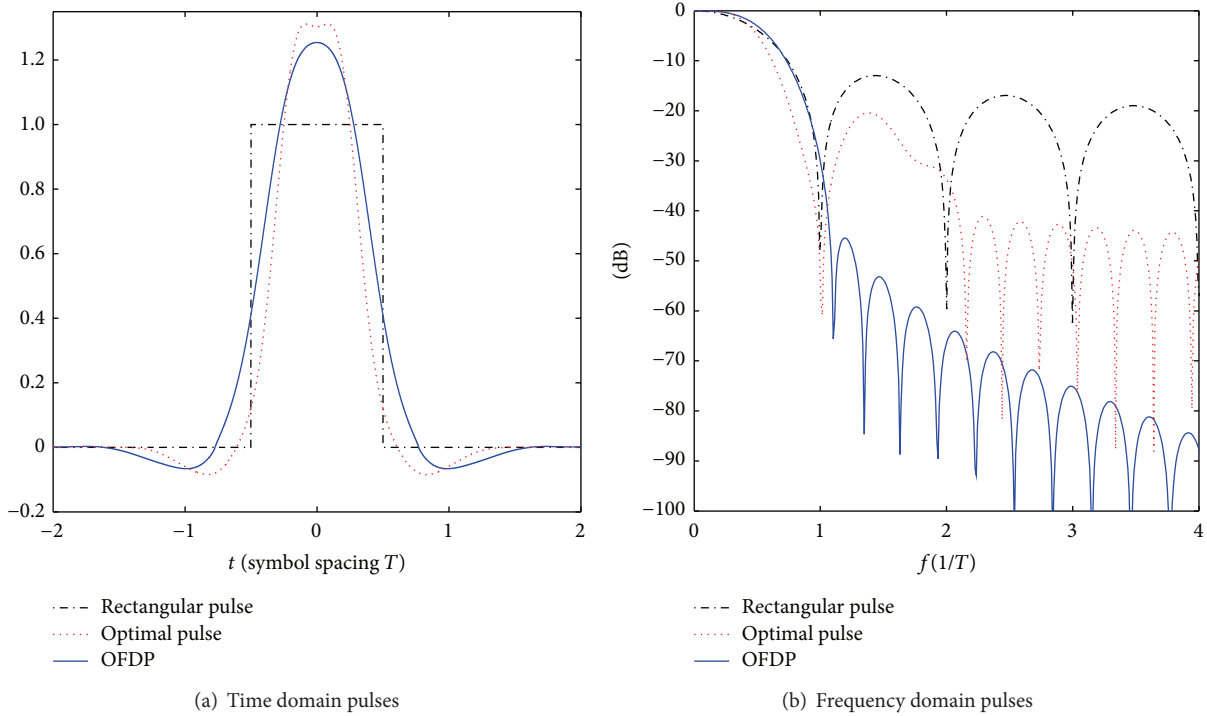 1.2
1.0
0.8
0.6
0.4
0.2
0
−0.2
−2
−1
0
1
2
t (symbol spacing T)
Rectangular pulse
Optimal pulse
OFDP
(a) Time domain pulses
0
−10
−20
−30
−40
−50
−60
−70
−80
−90
−100
(dB)
0
1
2
3
4
f(1/T)
Rectangular pulse
Optimal pulse
OFDP
(b) Frequency domain pulses